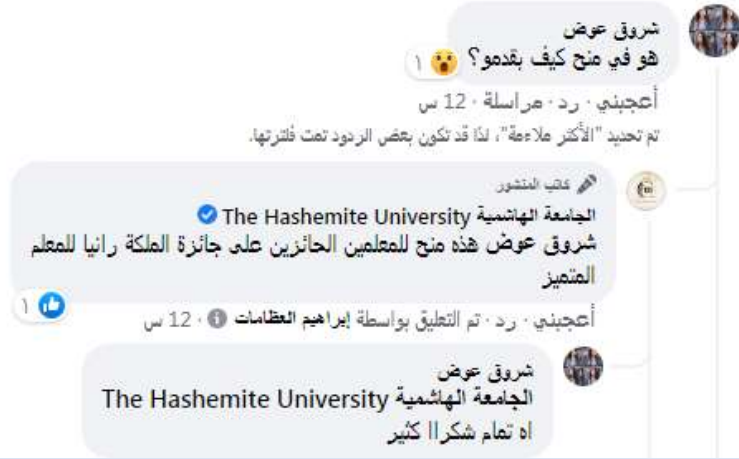 شروق عوض
هو في منح كيف بقدمو؟ 😮 ١
أعجبني · رد · مراسلة · 12 س
تم تحديد "الأكثر ملاءمة"، لذا قد تكون بعض الردود تمت فلترتها.
كاتب المنشور
الجامعة الهاشمية The Hashemite University
شروق عوض هذه منح للمعلمين الحائزين على جائزة الملكة رانيا للمعلم
المتميز
١
أعجبني · رد · تم التعليق بواسطة إبراهيم العظامات · 12 س
شروق عوض
الجامعة الهاشمية The Hashemite University
اه تمام شكراا كثير